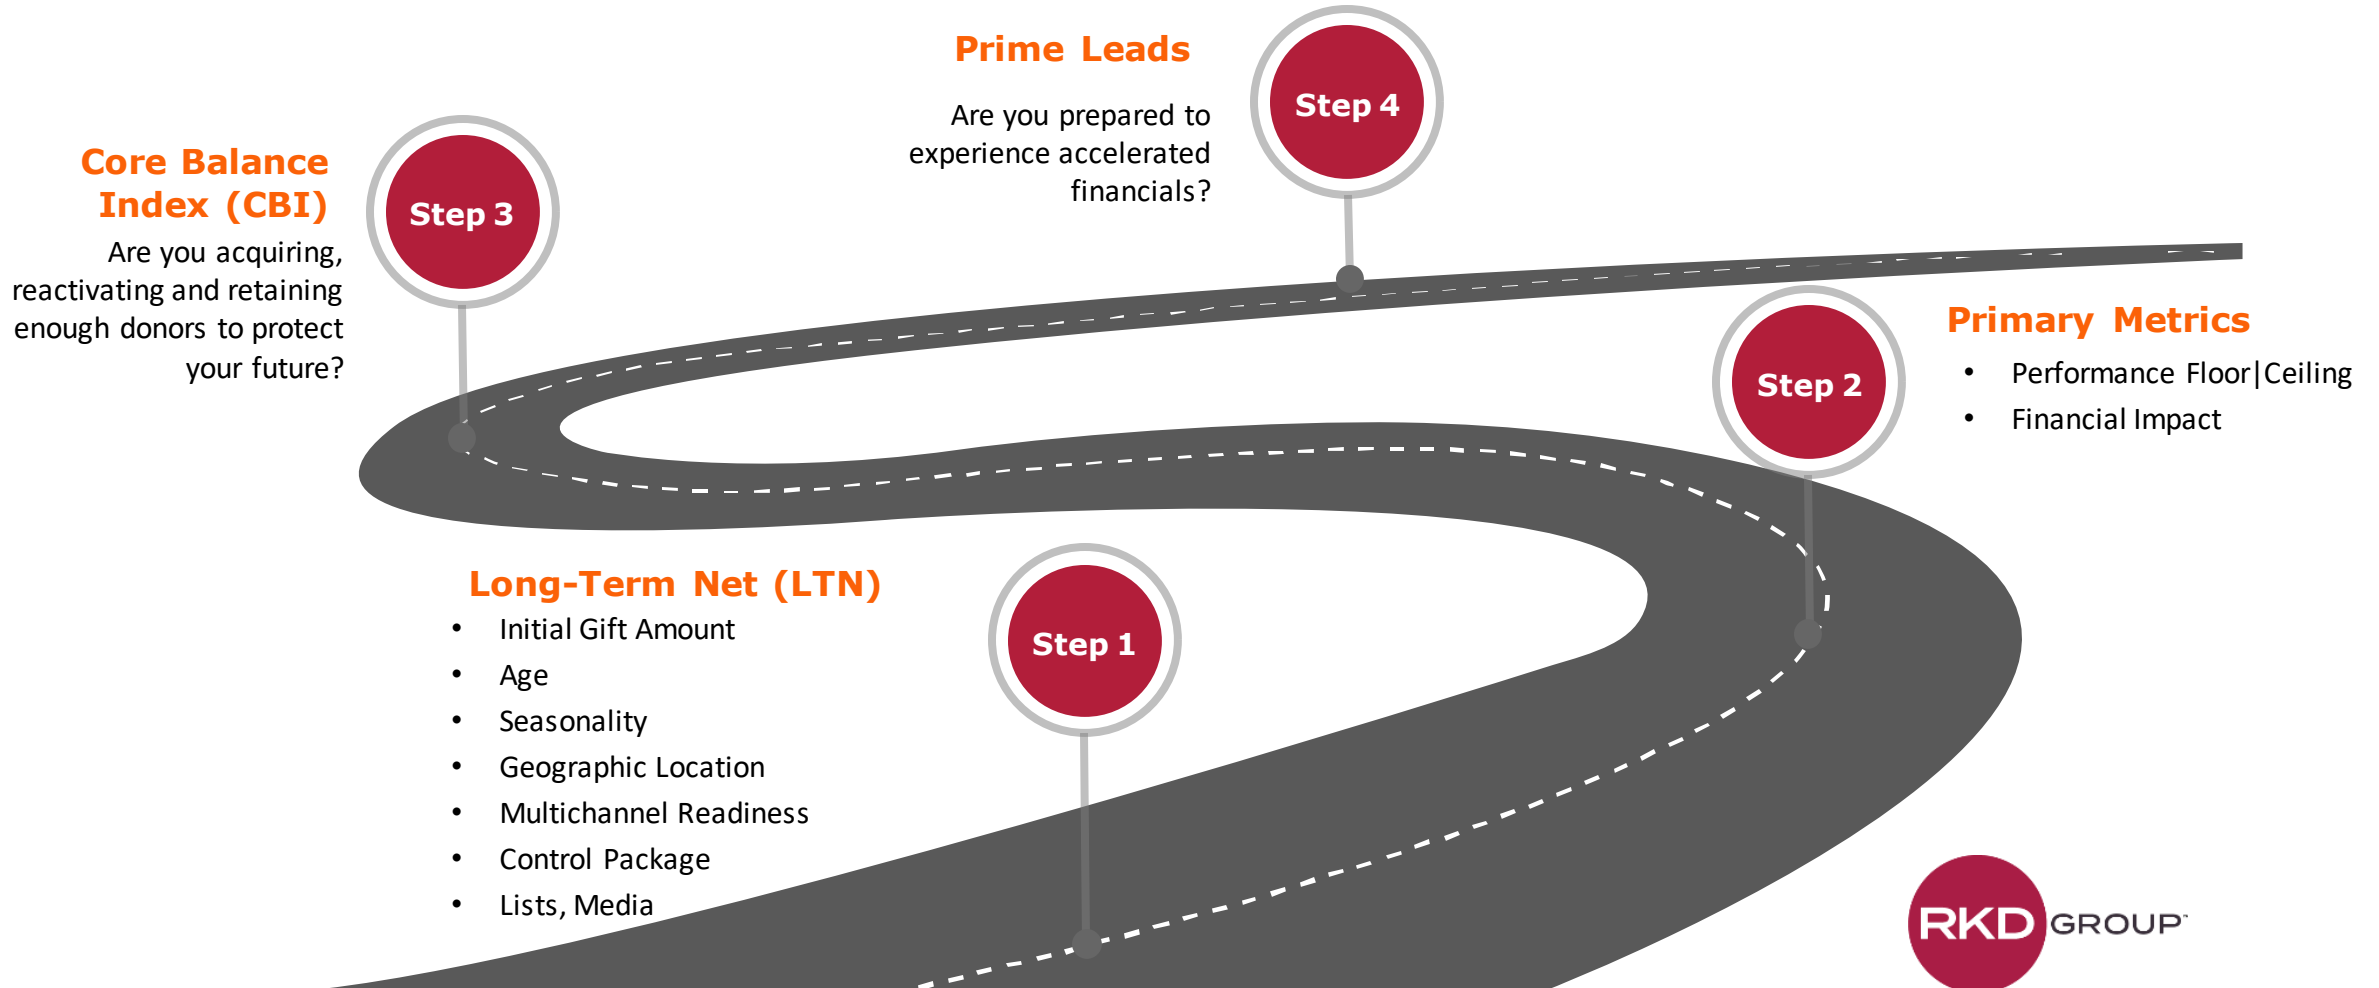 Prime Leads
Are you prepared to
experience accelerated
financials?
Step 4
Core Balance
Index (CBI)
Are you acquiring,
reactivating and retaining
enough donors to protect
your future?
Step 3
Step 2
Primary Metrics
• Performance Floor|Ceiling
• Financial Impact
Long-Term Net (LTN)
• Initial Gift Amount
• Age
• Seasonality
• Geographic Location
• Multichannel Readiness
• Control Package
• Lists, Media
Step 1
RKD GROUP™